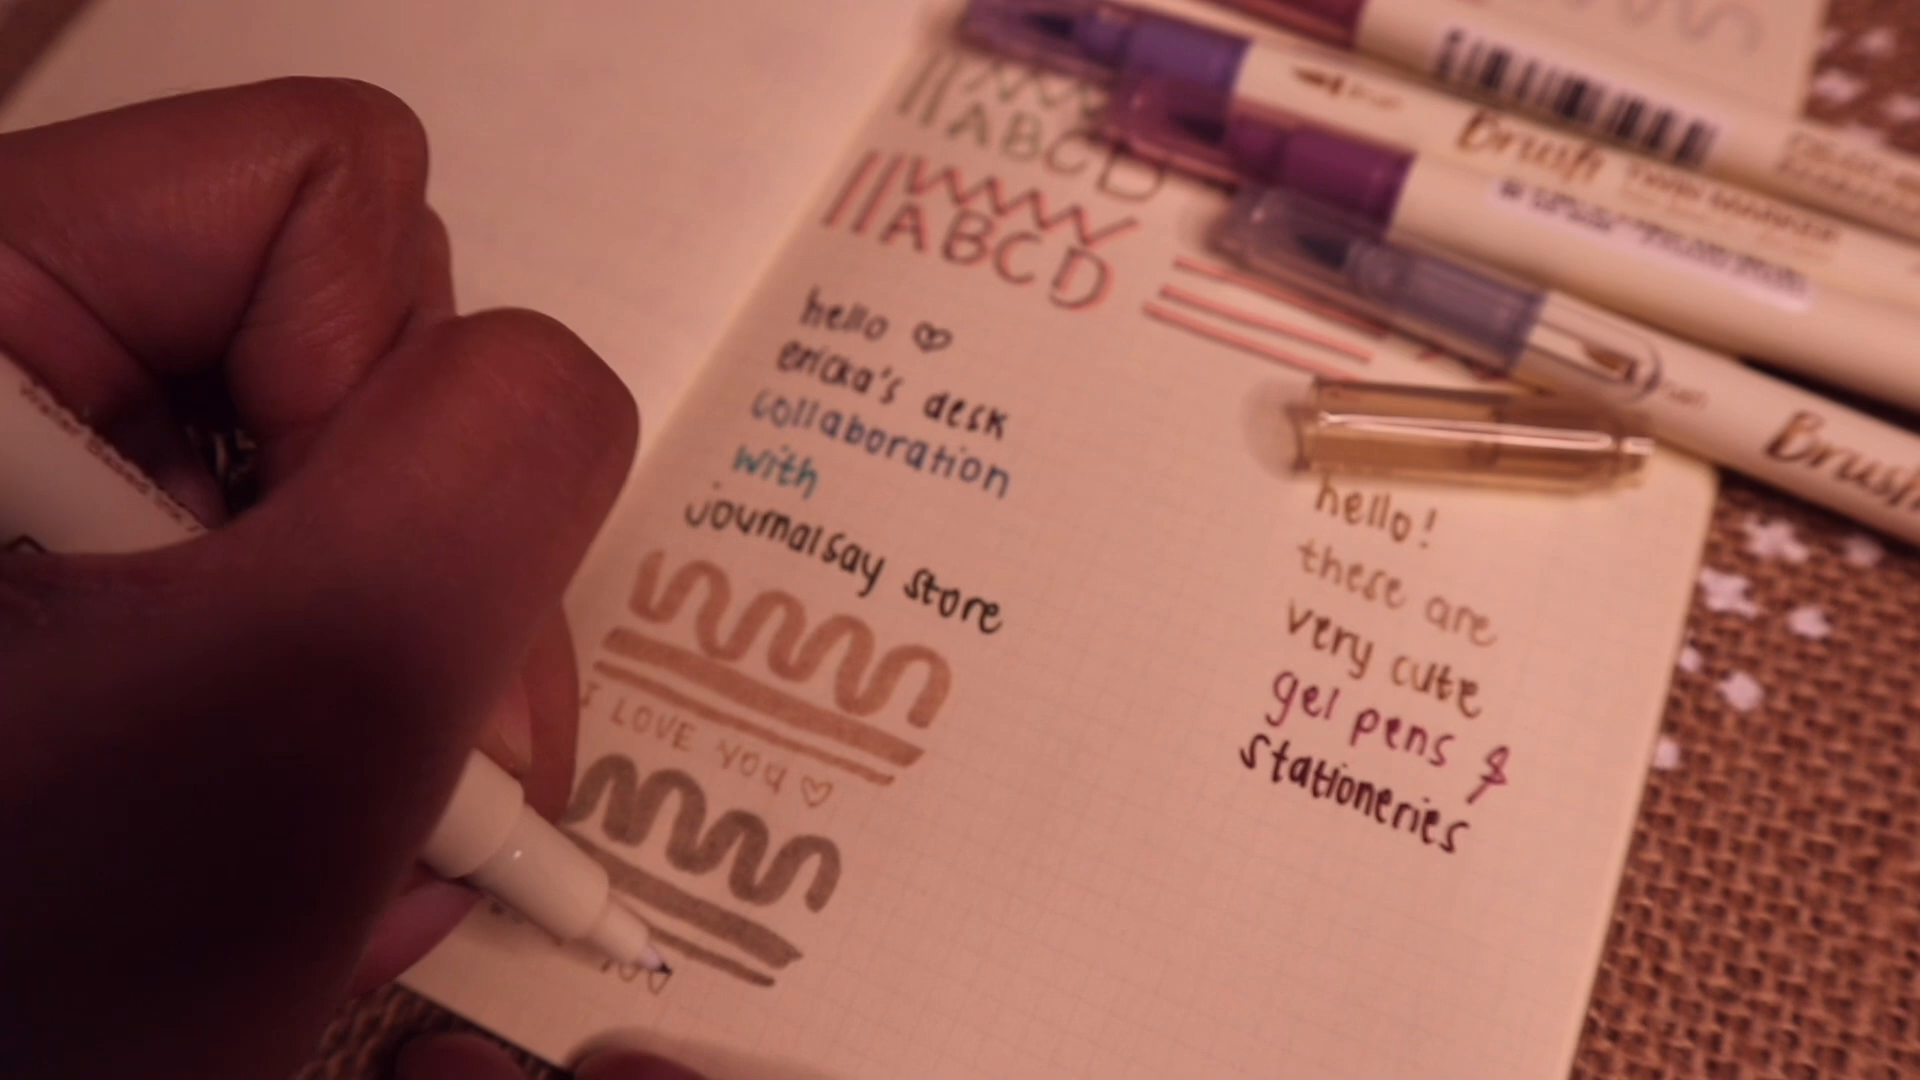 ABCD
ABCD
hello ♡
ericka's desk
collaboration
with
journalsay store
I LOVE YOU ♡
hello!
these are
very cute
gel pens &
stationeries
Brush
Brush